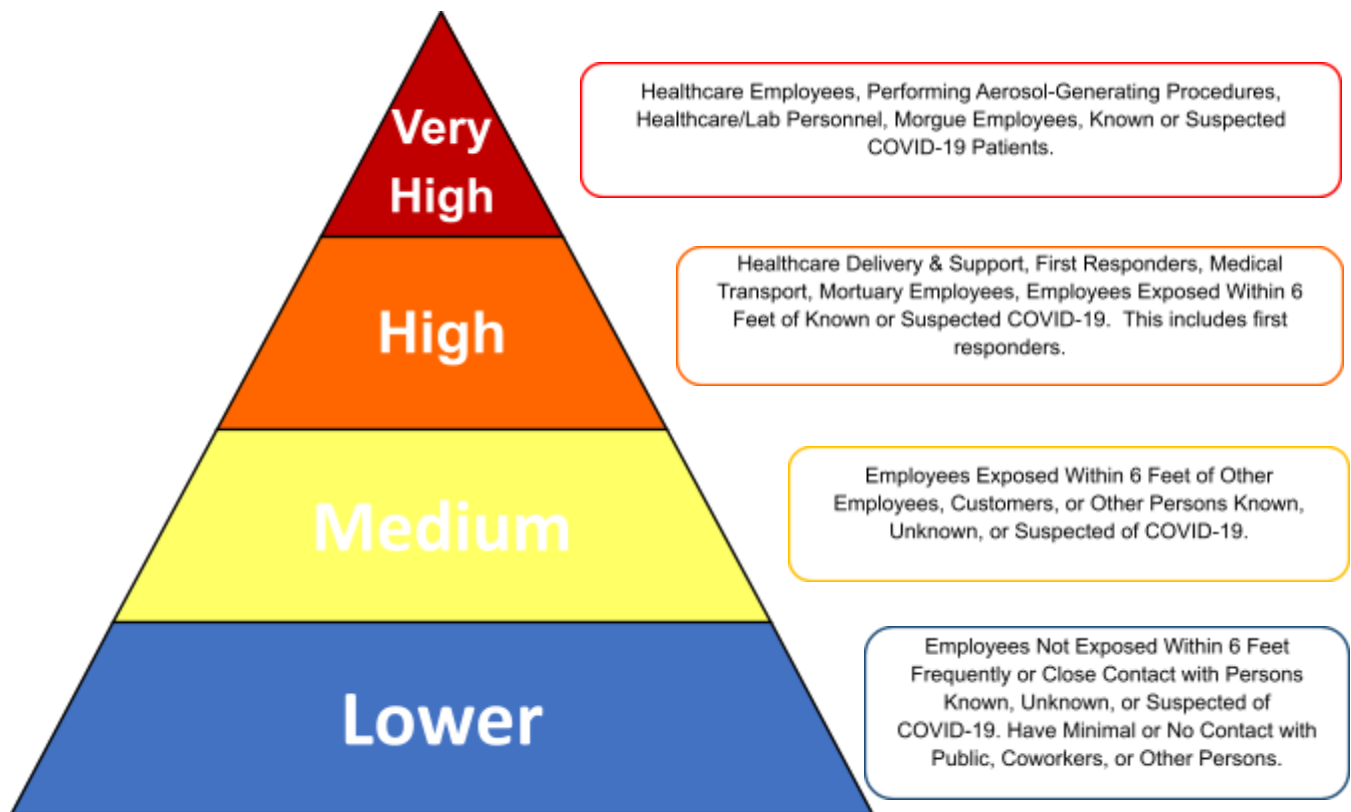 Very
High
Healthcare Employees, Performing Aerosol-Generating Procedures,
Healthcare/Lab Personnel, Morgue Employees, Known or Suspected
COVID-19 Patients.
High
Healthcare Delivery & Support, First Responders, Medical
Transport, Mortuary Employees, Employees Exposed Within 6
Feet of Known or Suspected COVID-19.  This includes first
responders.
Medium
Employees Exposed Within 6 Feet of Other
Employees, Customers, or Other Persons Known,
Unknown, or Suspected of COVID-19.
Lower
Employees Not Exposed Within 6 Feet
Frequently or Close Contact with Persons
Known, Unknown, or Suspected of
COVID-19. Have Minimal or No Contact with
Public, Coworkers, or Other Persons.